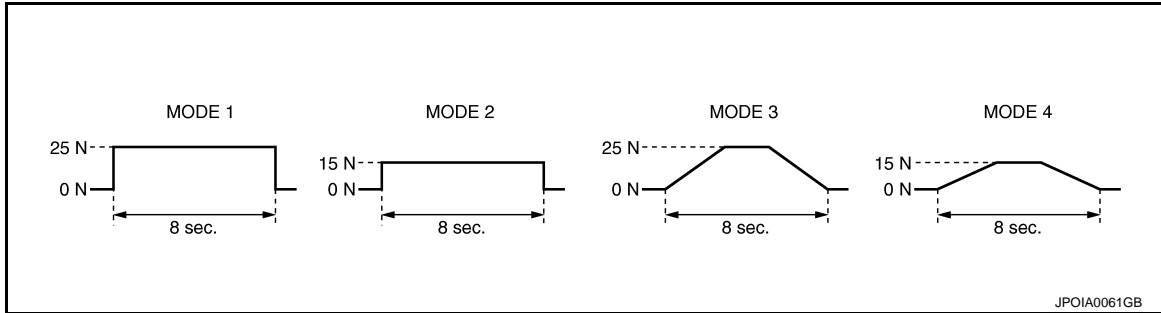 MODE 1
25 N
0 N
8 sec.
MODE 2
15 N
0 N
8 sec.
MODE 3
25 N
0 N
8 sec.
MODE 4
15 N
0 N
8 sec.
JPOIA0061GB